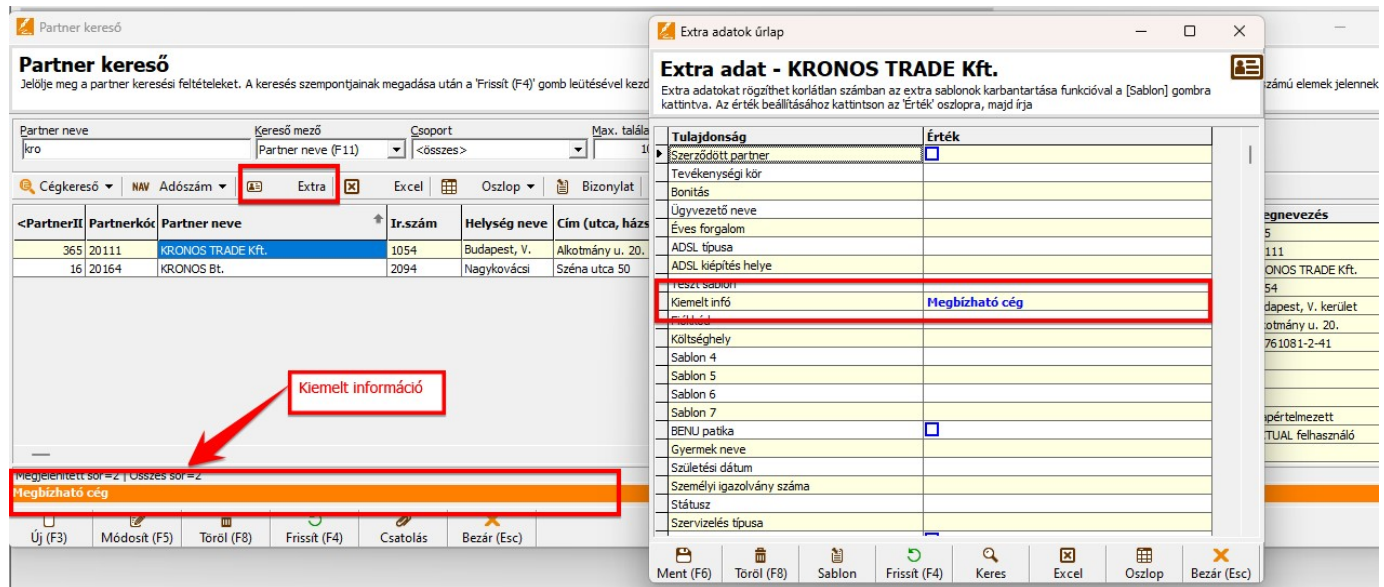 Partner kereső
Partner kereső
Jelölje meg a partner keresési feltételeket. A keresés szempontjainak megadása után a 'Frissít (F4)' gomb leütésével kezd
Partner neve
Kereső mező
Csoport
Max. talála
kro
Partner neve (F11)
<összes>
Cégkereső
NAV Adószám
Extra
Excel
Oszlop
Bizonylat
<PartnerII Partnerkóc Partner neve Ir.szám Helység neve Cím (utca, házs
365 20111 KRONOS TRADE Kft. 1054 Budapest, V. Alkotmány u. 20.
16 20164 KRONOS Bt. 2094 Nagykovácsi Széna utca 50
Kiemelt információ
Megjelenített sor=2 | Összes sor=2
Megbízható cég
Új (F3)
Módosít (F5)
Töröl (F8)
Frissít (F4)
Csatolás
Bezár (Esc)
Extra adatok űrlap
Extra adat - KRONOS TRADE Kft.
Extra adatokat rögzíthet korlátlan számban az extra sablonok karbantartása funkcióval a [Sablon] gombra
kattintva. Az érték beállításához kattintson az 'Érték' oszlopra, majd írja
Tulajdonság Érték
Szerződött partner
Tevékenységi kör
Bonitás
Ügyvezető neve
Éves forgalom
ADSL típusa
ADSL kiépítés helye
Teszt sablon
Kiemelt infó Megbízható cég
Fiókkód
Költséghely
Sablon 4
Sablon 5
Sablon 6
Sablon 7
BENU patika
Gyermek neve
Születési dátum
Személyi igazolvány száma
Státusz
Szervizelés típusa
Ment (F6)
Töröl (F8)
Sablon
Frissít (F4)
Keres
Excel
Oszlop
Bezár (Esc)
számú elemek jelennek
egnevezés
5
111
ONOS TRADE Kft.
54
dapest, V. kerület
kotmány u. 20.
761081-2-41
apértelmezett
TUAL felhasználó